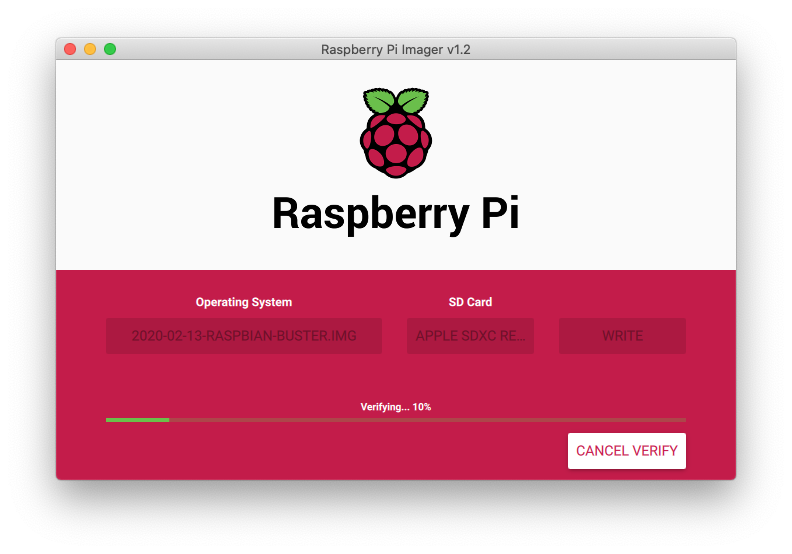 Raspberry Pi Imager v1.2
Raspberry Pi
Operating System
SD Card
2020-02-13-RASPBIAN-BUSTER.IMG
APPLE SDXC RE...
WRITE
Verifying... 10%
CANCEL VERIFY